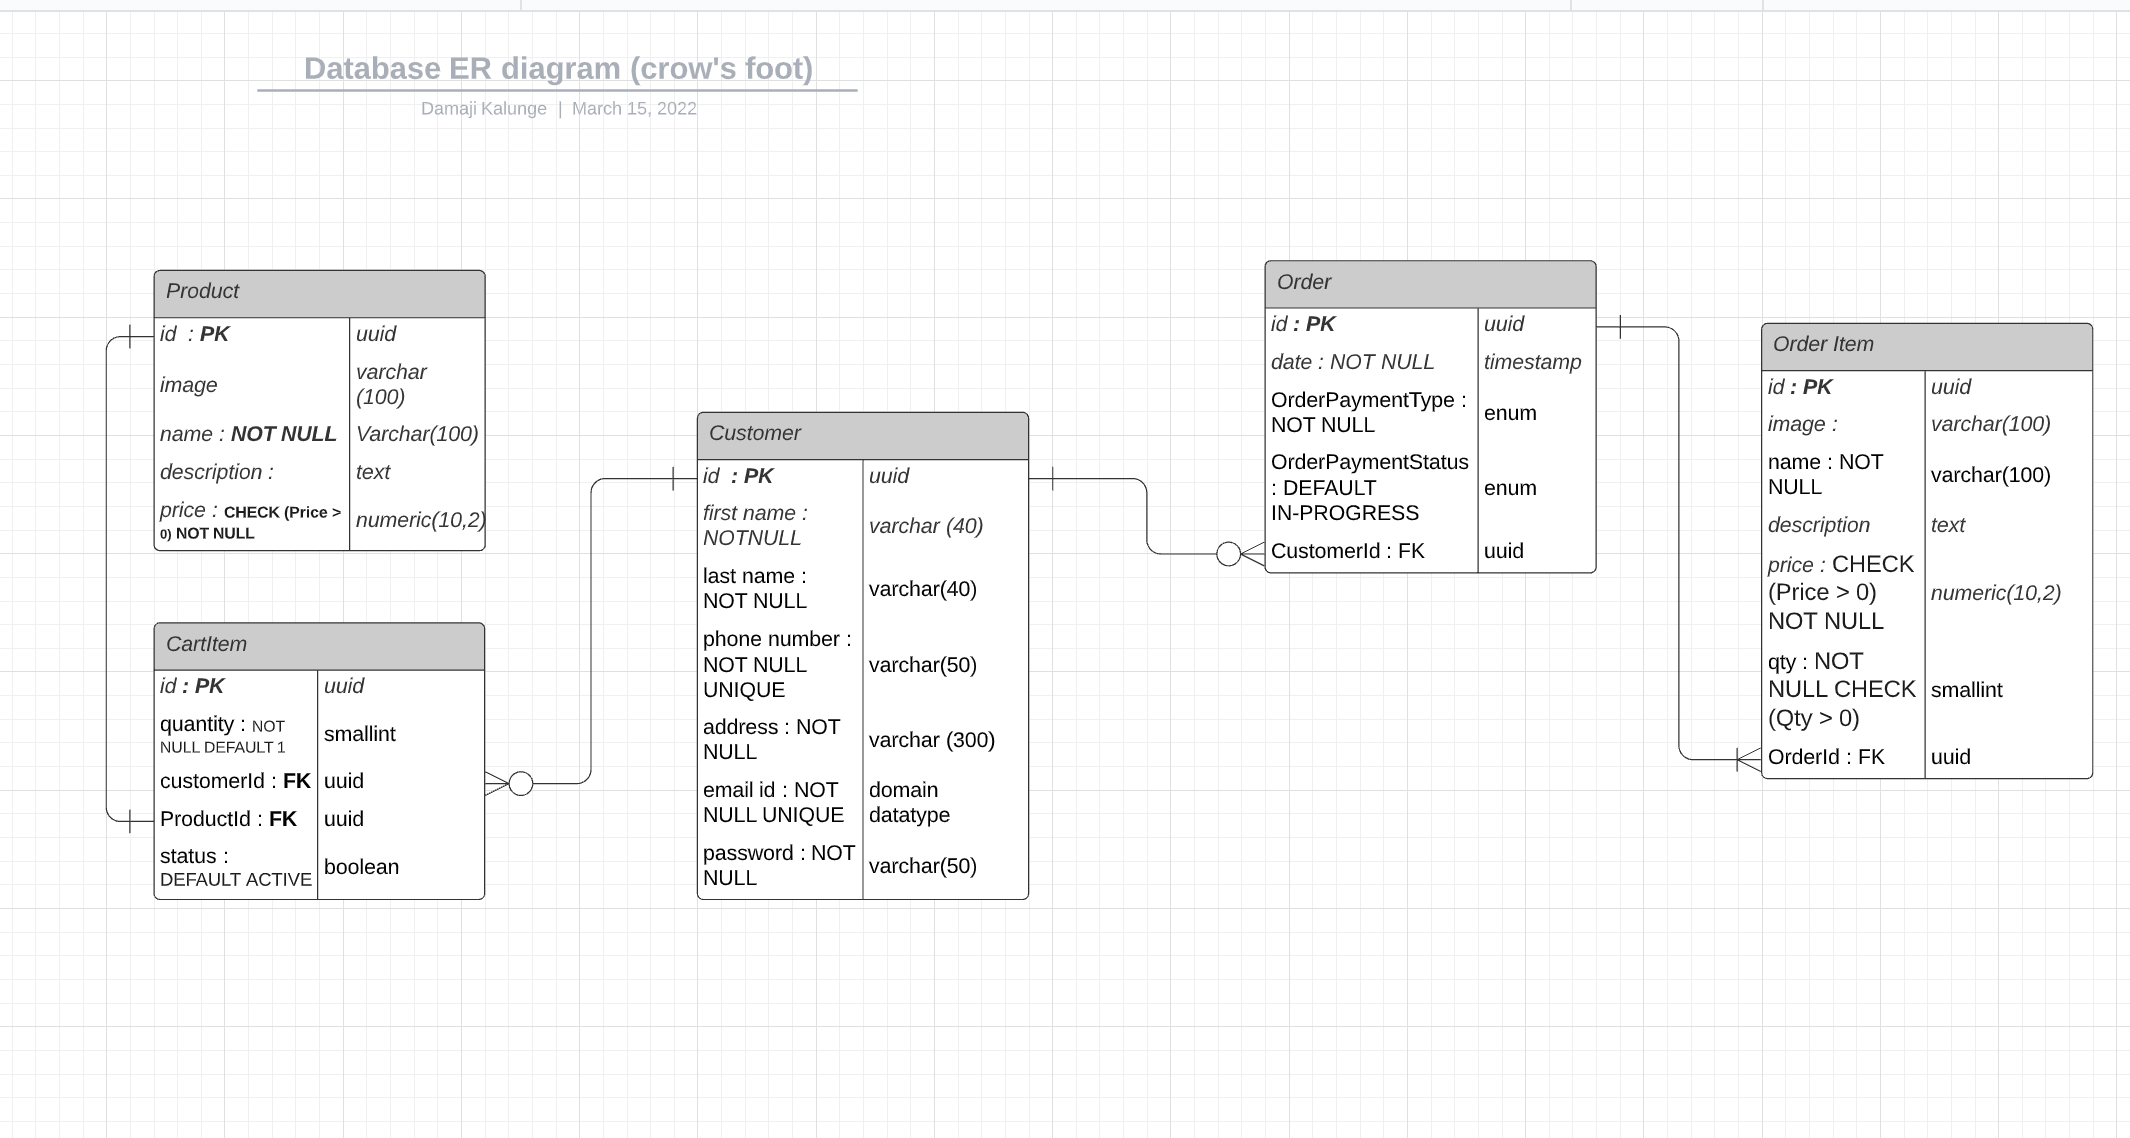 Database ER diagram (crow's foot)
Damaji Kalunge | March 15, 2022
Product
id : PK uuid
image varchar
(100)
name : NOT NULL Varchar(100)
description : text
price : CHECK (Price >
0) NOT NULL numeric(10,2)
CartItem
id : PK uuid
quantity : NOT
NULL DEFAULT 1 smallint
customerId : FK uuid
ProductId : FK uuid
status :
DEFAULT ACTIVE boolean
Customer
id : PK uuid
first name :
NOTNULL varchar (40)
last name :
NOT NULL varchar(40)
phone number :
NOT NULL varchar(50)
UNIQUE
address : NOT
NULL varchar (300)
email id : NOT domain
NULL UNIQUE datatype
password : NOT
NULL varchar(50)
Order
id : PK uuid
date : NOT NULL timestamp
OrderPaymentType :
NOT NULL enum
OrderPaymentStatus
: DEFAULT enum
IN-PROGRESS
CustomerId : FK uuid
Order Item
id : PK uuid
image : varchar(100)
name : NOT
NULL varchar(100)
description text
price : CHECK
(Price > 0) numeric(10,2)
NOT NULL
qty : NOT
NULL CHECK smallint
(Qty > 0)
OrderId : FK uuid